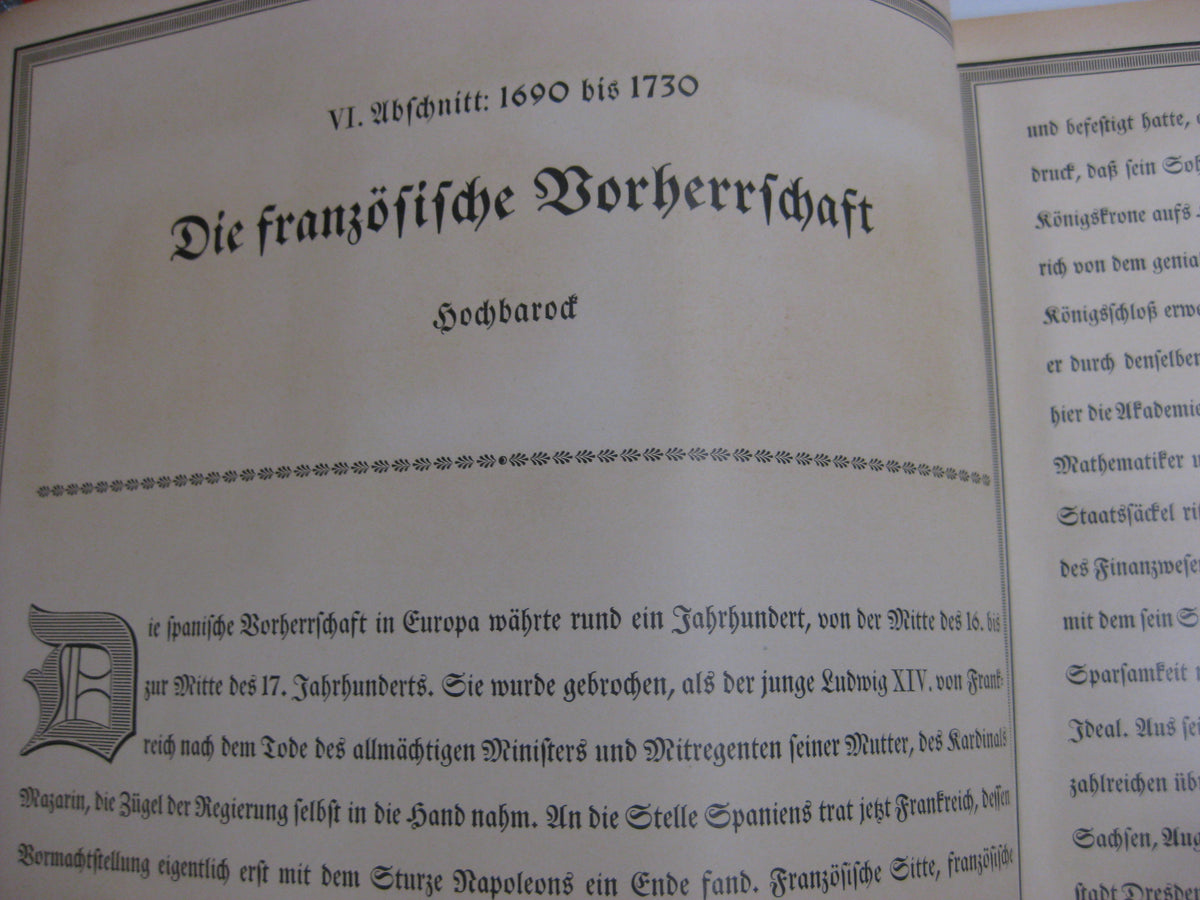 VI. Abschnitt: 1690 bis 1730
Die französische Vorherrschaft
Hochbarock
Die spanische Vorherrschaft in Europa währte rund ein Jahrhundert, von der Mitte des 16. bis
zur Mitte des 17. Jahrhunderts. Sie wurde gebrochen, als der junge Ludwig XIV. von Frank-
reich nach dem Tode des allmächtigen Ministers und Mitregenten seiner Mutter, des Kardinals
Mazarin, die Zügel der Regierung selbst in die Hand nahm. An die Stelle Spaniens trat jetzt Frankreich, dessen
Vormachtstellung eigentlich erst mit dem Sturze Napoleons ein Ende fand. Französische Sitte, französische
und befestigt hatte,
druck, daß sein
Königskrone aufs
rich von dem
Königsschloß
er durch denselben
hier die Akademie
Mathematiker
Staatssäckel
des Finanzwesen
mit dem sein
Sparsamkeit
Ideal. Aus
zahlreichen
Sachsen,
stadt Dresden